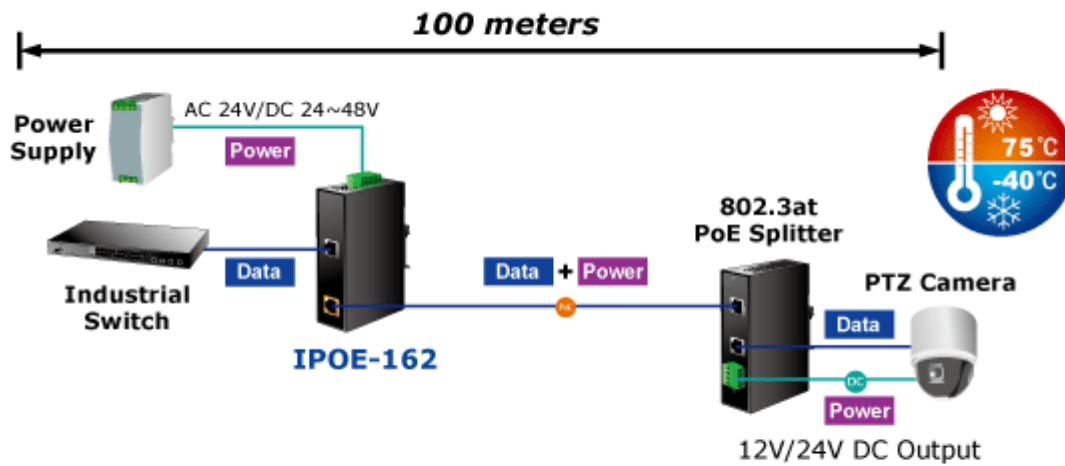 100 meters
Power
Supply
AC 24V/DC 24~48V
Power
75°C
-40°C
Industrial
Switch
Data
IPOE-162
Data + Power
PoE
802.3at
PoE Splitter
PTZ Camera
Data
DC
Power
12V/24V DC Output